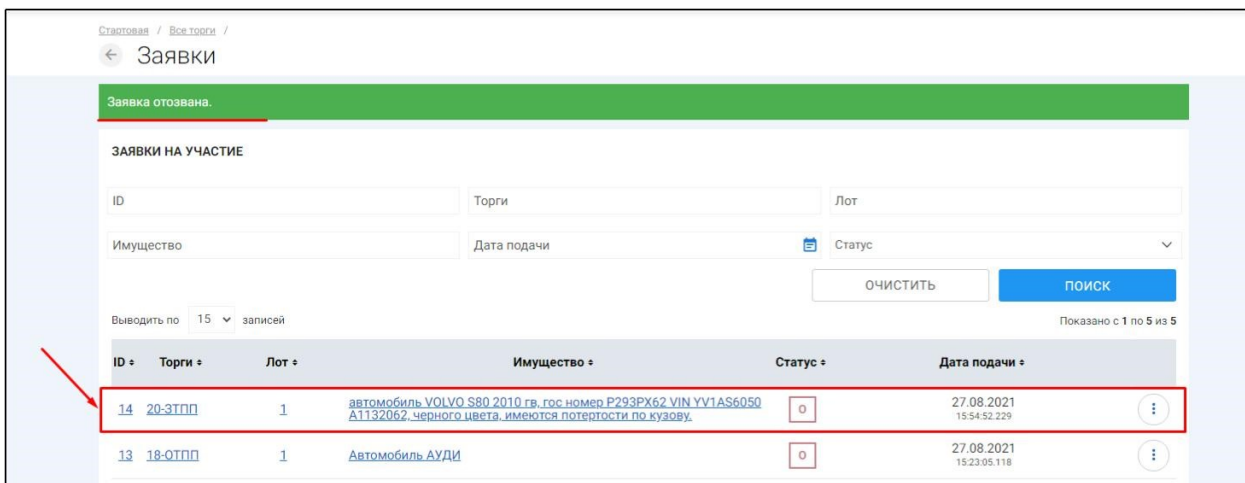 Стартовая / Все торги /
Заявки
Заявка отозвана.
ЗАЯВКИ НА УЧАСТИЕ
ID Торги Лот
Имущество Дата подачи Статус
ОЧИСТИТЬ ПОИСК
Выводить по 15 записей Показано с 1 по 5 из 5
ID Торги Лот Имущество Статус Дата подачи
14 20-ЗТПП 1 автомобиль VOLVO S80 2010 гв, гос номер Р293РХ62 VIN YV1AS6050 О 27.08.2021
А1132062, черного цвета, имеются потертости по кузову. 15:54:52.229
13 18-ОТПП 1 Автомобиль АУДИ О 27.08.2021
15:23:05.118